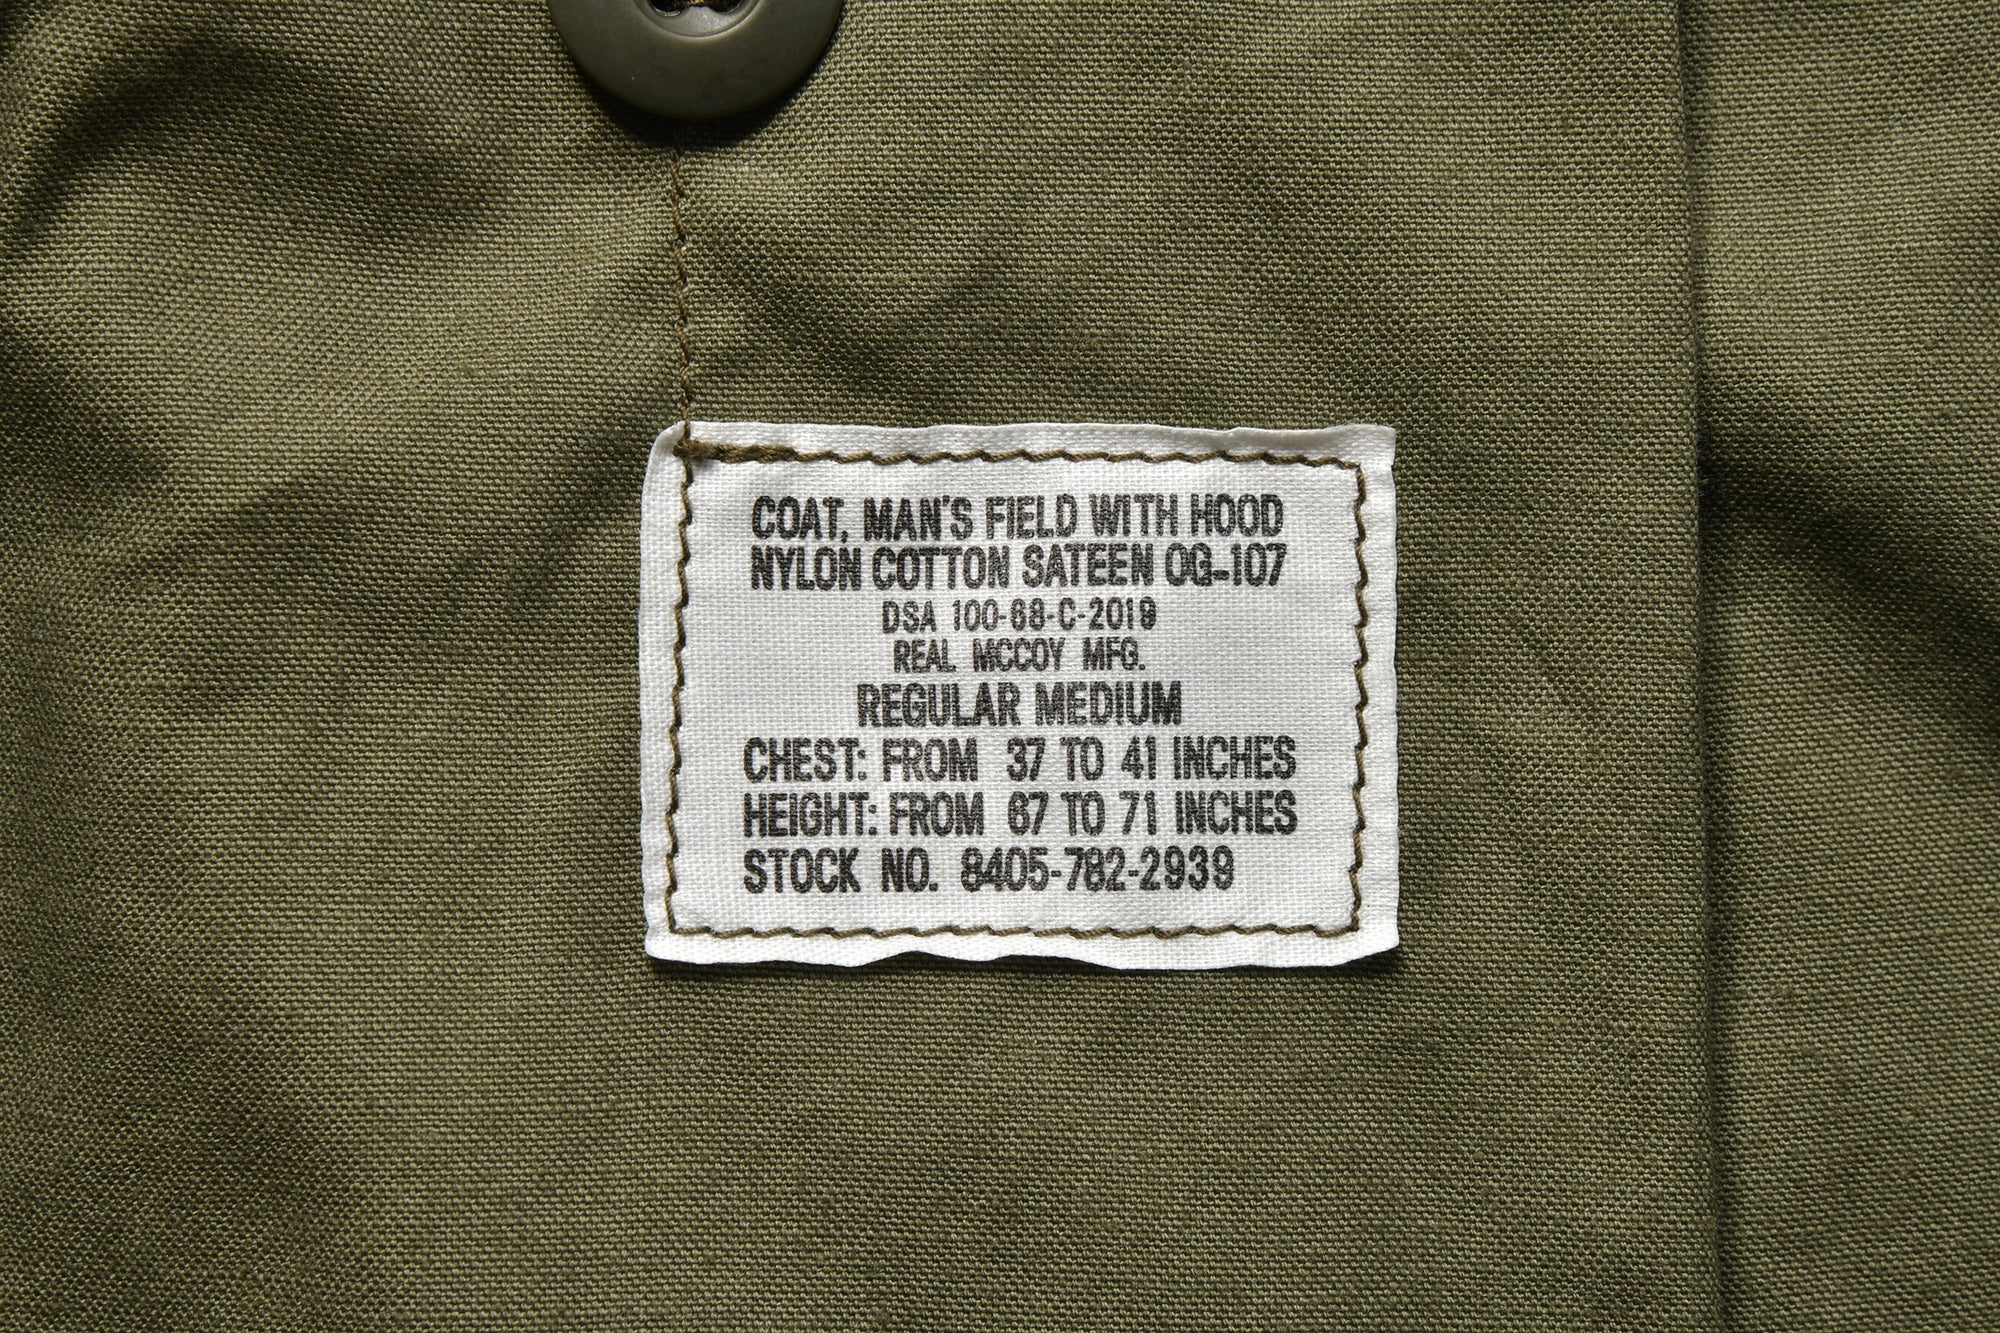 COAT, MAN'S FIELD WITH HOOD
NYLON COTTON SATEEN OG-107
DSA 100-68-C-2019
REAL MCCOY MFG.
REGULAR MEDIUM
CHEST: FROM 37 TO 41 INCHES
HEIGHT: FROM 67 TO 71 INCHES
STOCK NO. 8405-782-2939